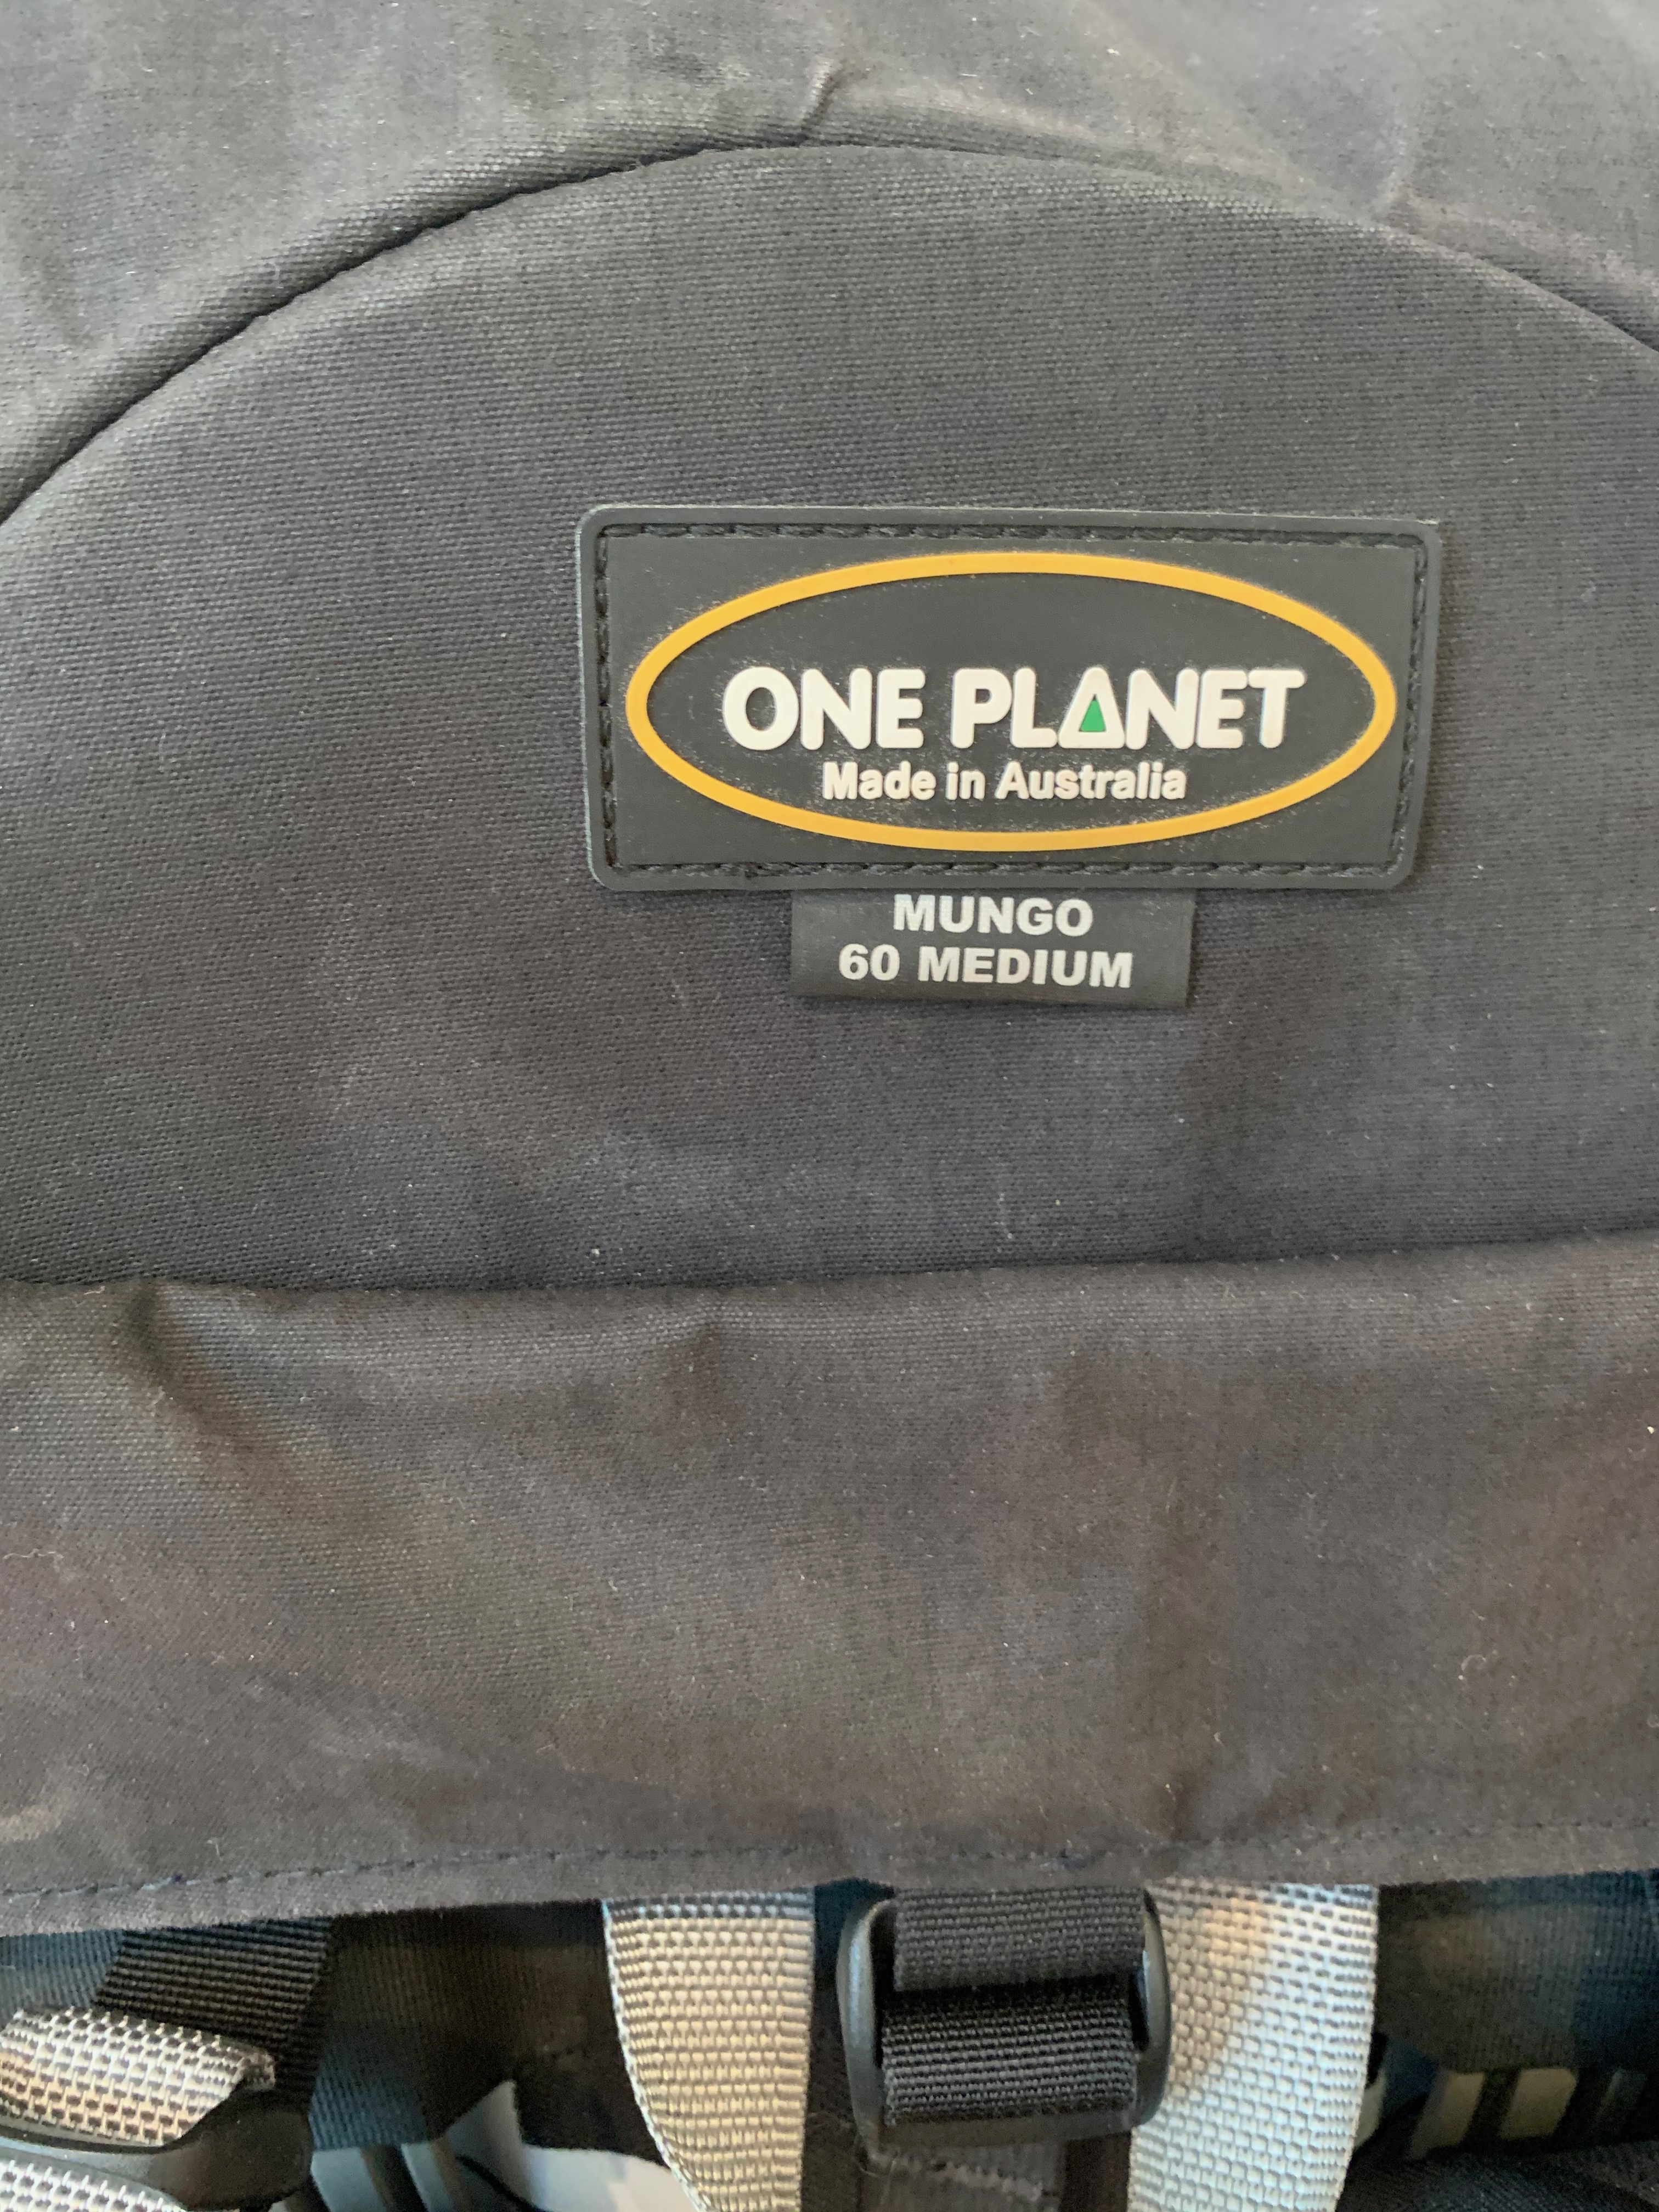 ONE PLANET
Made in Australia
MUNGO
60 MEDIUM